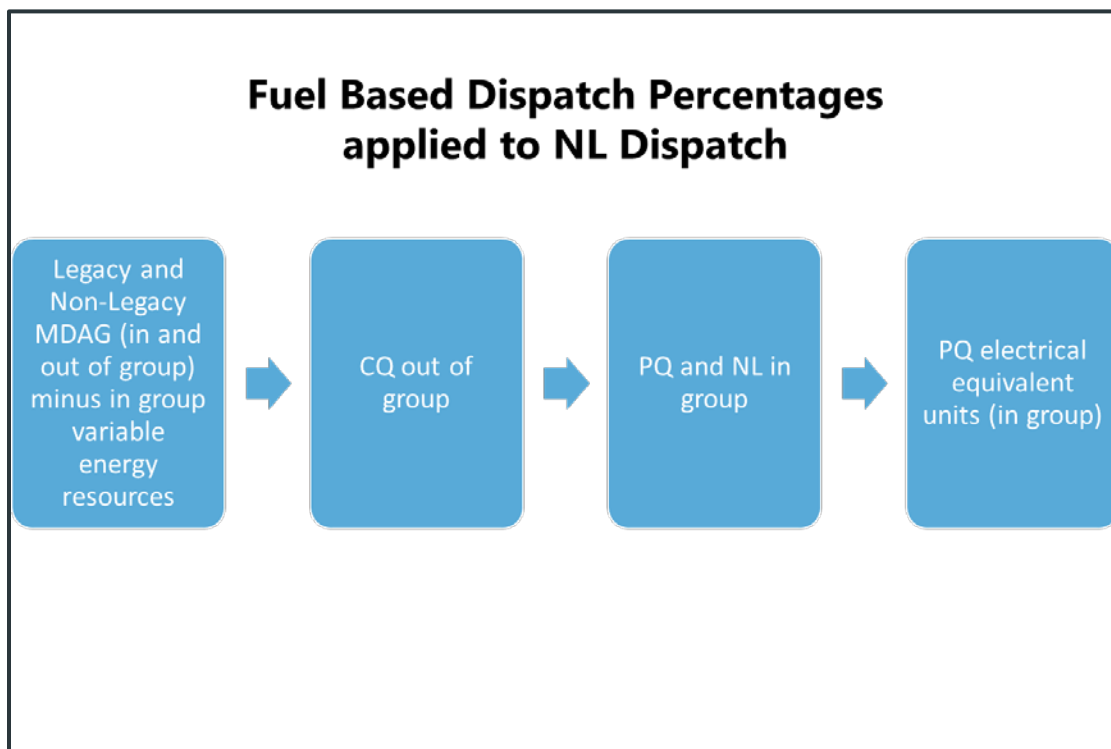 Fuel Based Dispatch Percentages
applied to NL Dispatch
Legacy and
Non-Legacy
MDAG (in and
out of group)
minus in group
variable
energy
resources
CQ out of
group
PQ and NL in
group
PQ electrical
equivalent
units (in group)